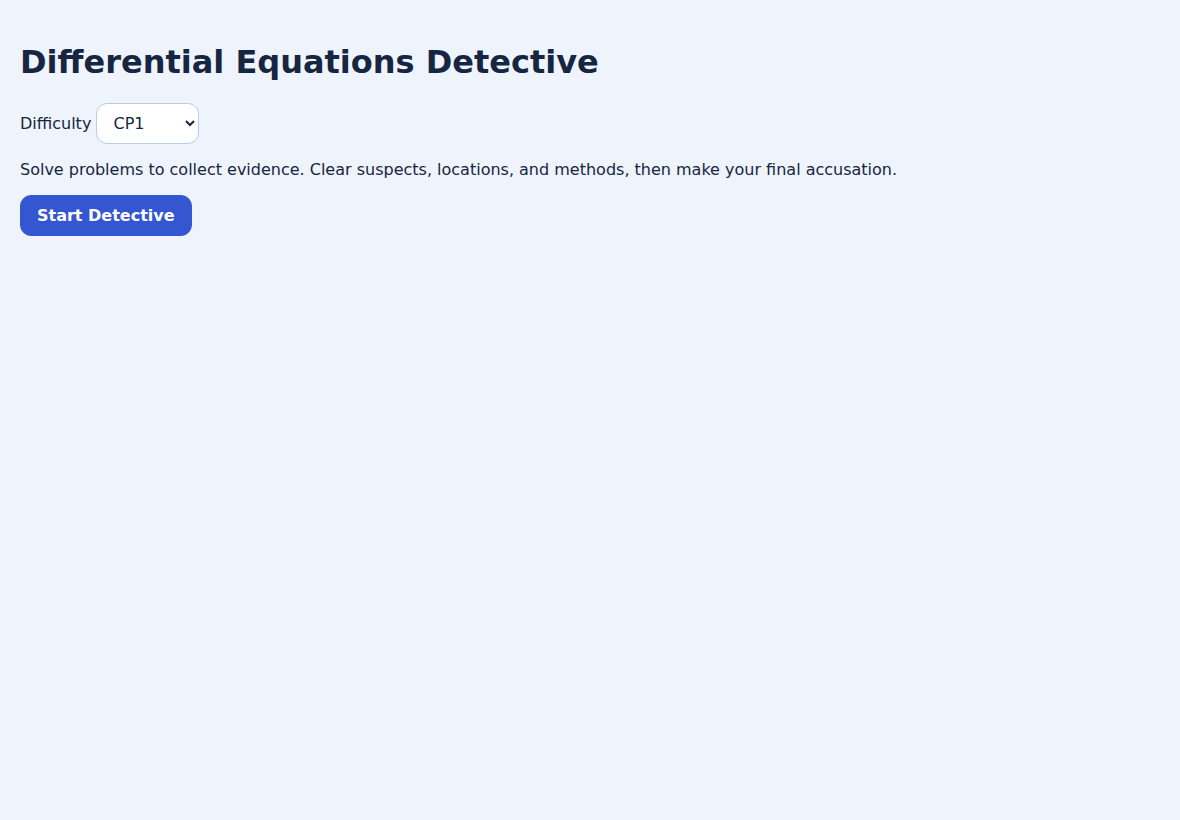 Differential Equations Detective
Difficulty CP1
Solve problems to collect evidence. Clear suspects, locations, and methods, then make your final accusation.
Start Detective